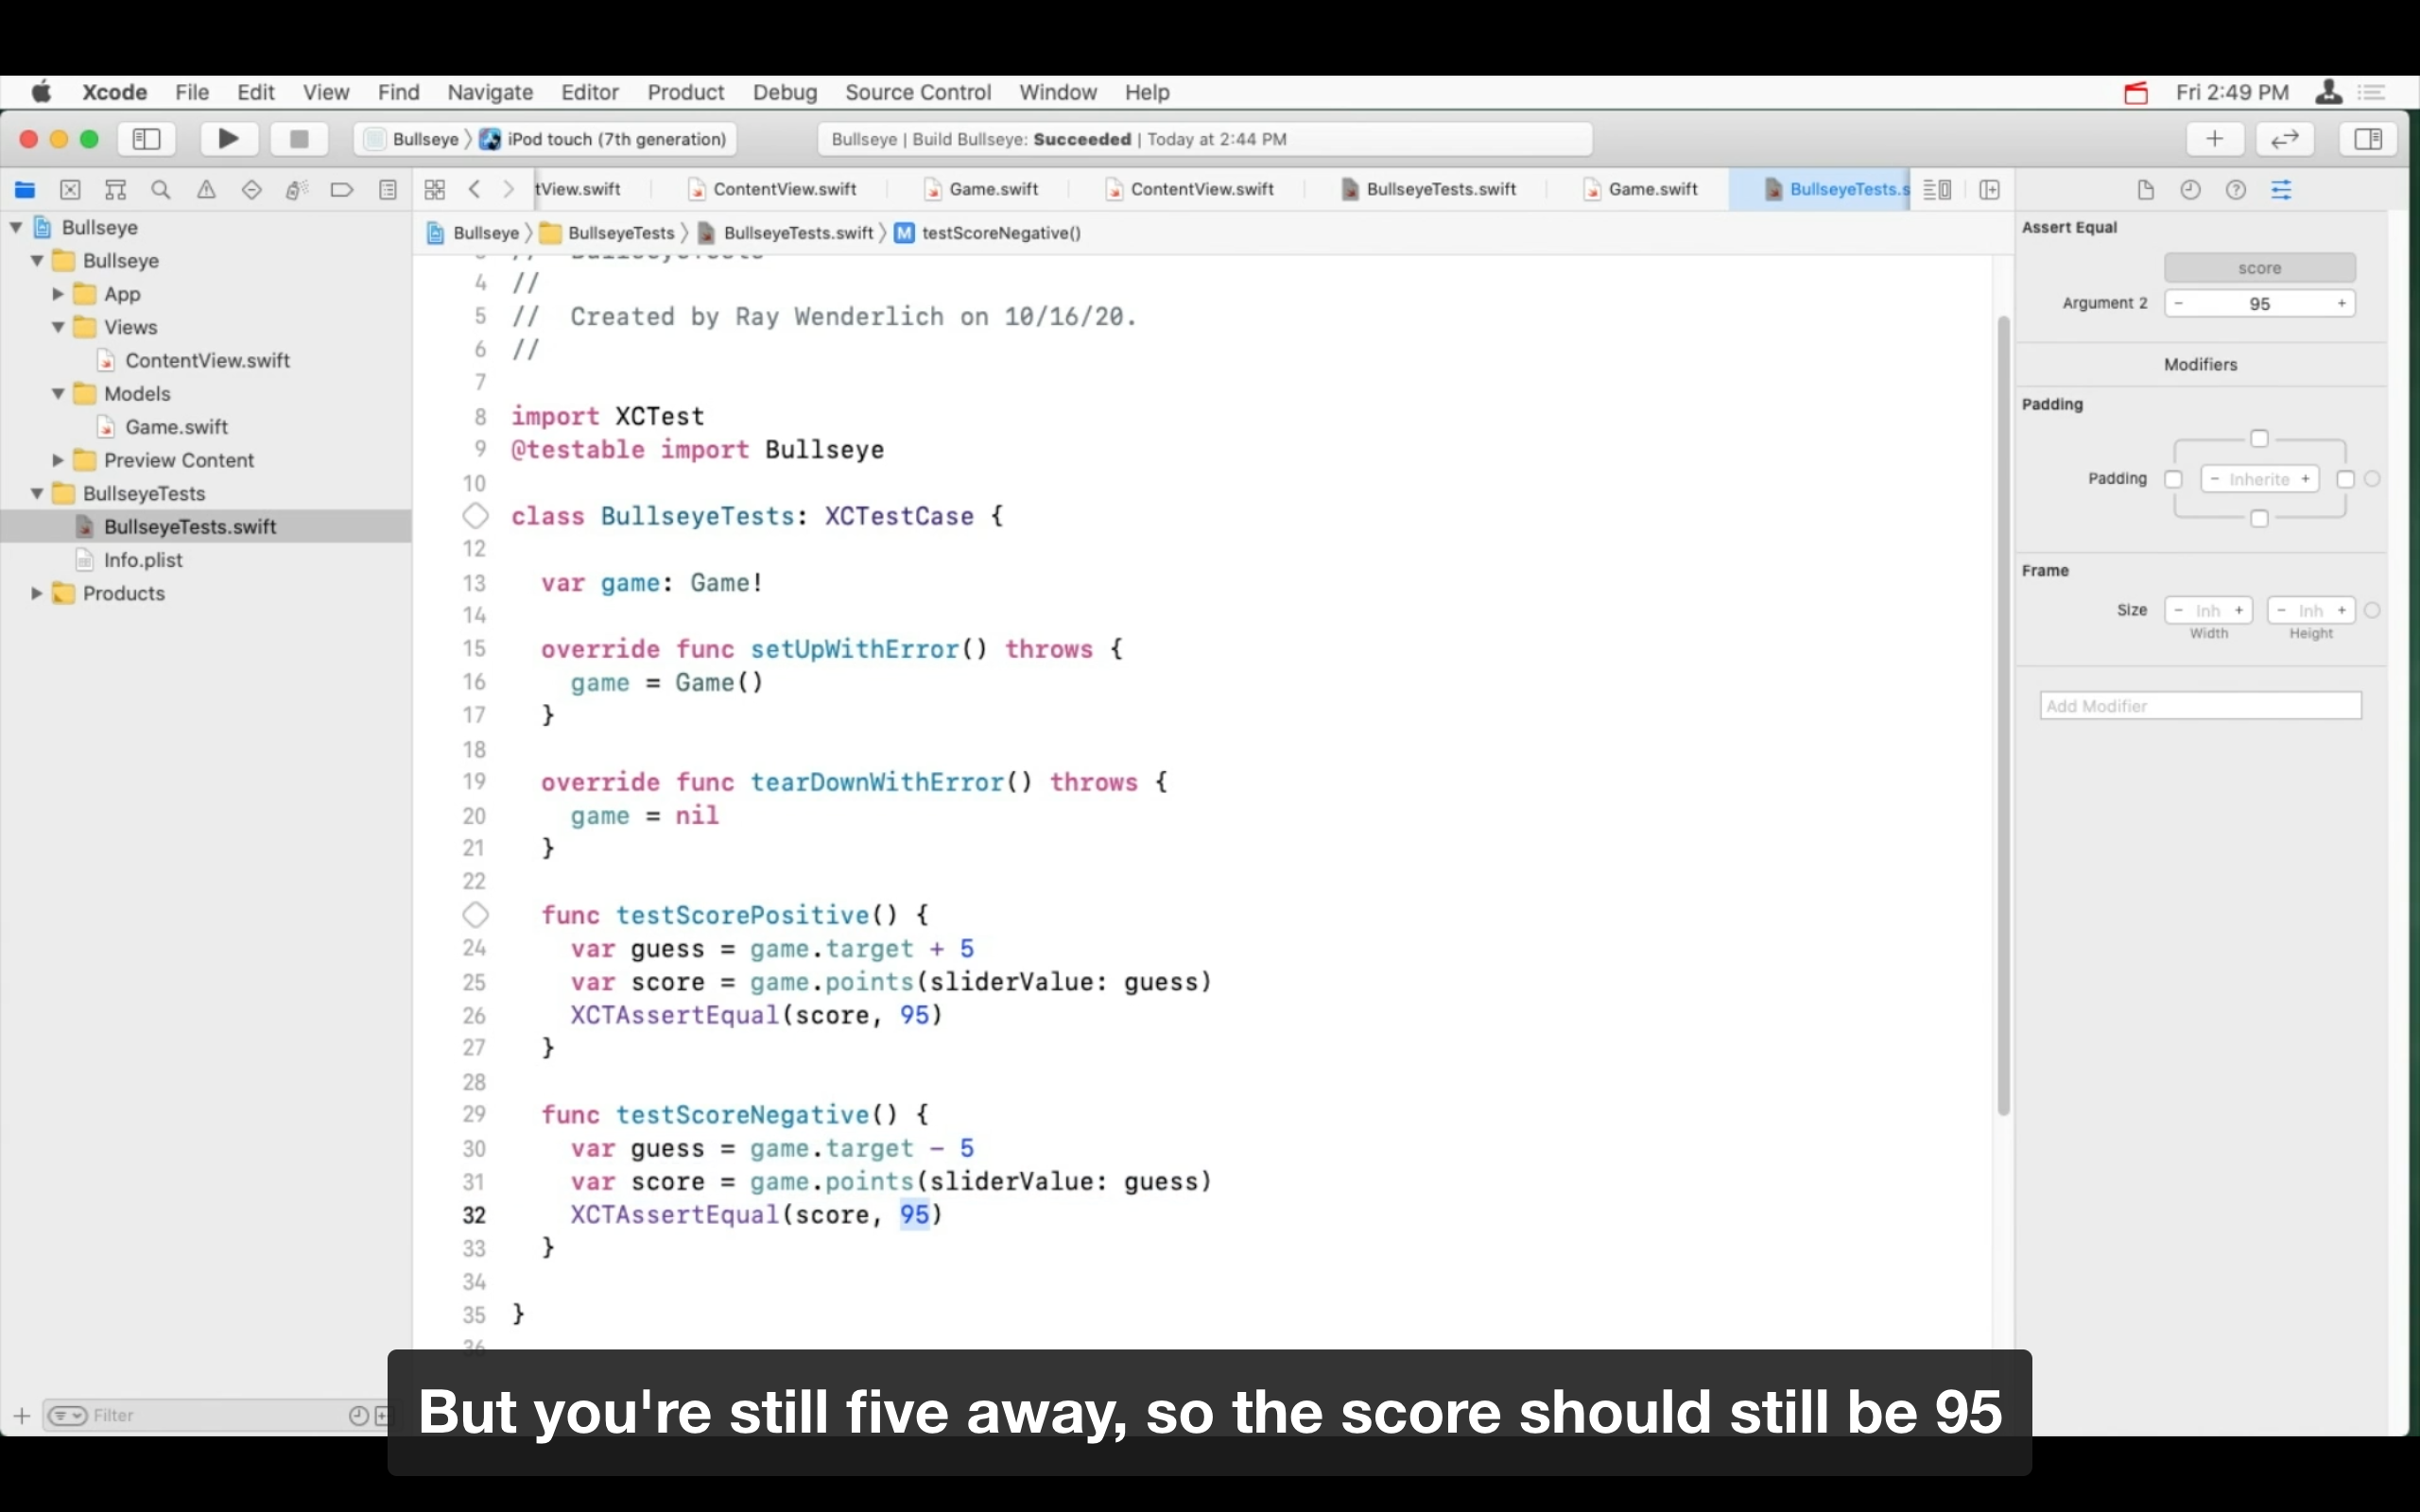 Xcode File Edit View Find Navigate Editor Product Debug Source Control Window Help Fri 2:49 PM
Bullseye iPod touch (7th generation) Bullseye | Build Bullseye: Succeeded | Today at 2:44 PM
tView.swift ContentView.swift Game.swift ContentView.swift BullseyeTests.swift Game.swift BullseyeTests.s
Bullseye
Bullseye
App
Views
ContentView.swift
Models
Game.swift
Preview Content
BullseyeTests
BullseyeTests.swift
Info.plist
Products
Filter
Bullseye BullseyeTests BullseyeTests.swift M testScoreNegative()
3 // BullseyeTests
4 //
5 // Created by Ray Wenderlich on 10/16/20.
6 //
7
8 import XCTest
9 @testable import Bullseye
10
class BullseyeTests: XCTestCase {
12
13 var game: Game!
14
15 override func setUpWithError() throws {
16 game = Game()
17 }
18
19 override func tearDownWithError() throws {
20 game = nil
21 }
22
func testScorePositive() {
24 var guess = game.target + 5
25 var score = game.points(sliderValue: guess)
26 XCTAssertEqual(score, 95)
27 }
28
29 func testScoreNegative() {
30 var guess = game.target - 5
31 var score = game.points(sliderValue: guess)
32 XCTAssertEqual(score, 95)
33 }
34
35 }
36
Assert Equal
score
Argument 2 - 95 +
Modifiers
Padding
Padding - Inherite +
Frame
Size - Inh + - Inh +
Width Height
Add Modifier
But you're still five away, so the score should still be 95